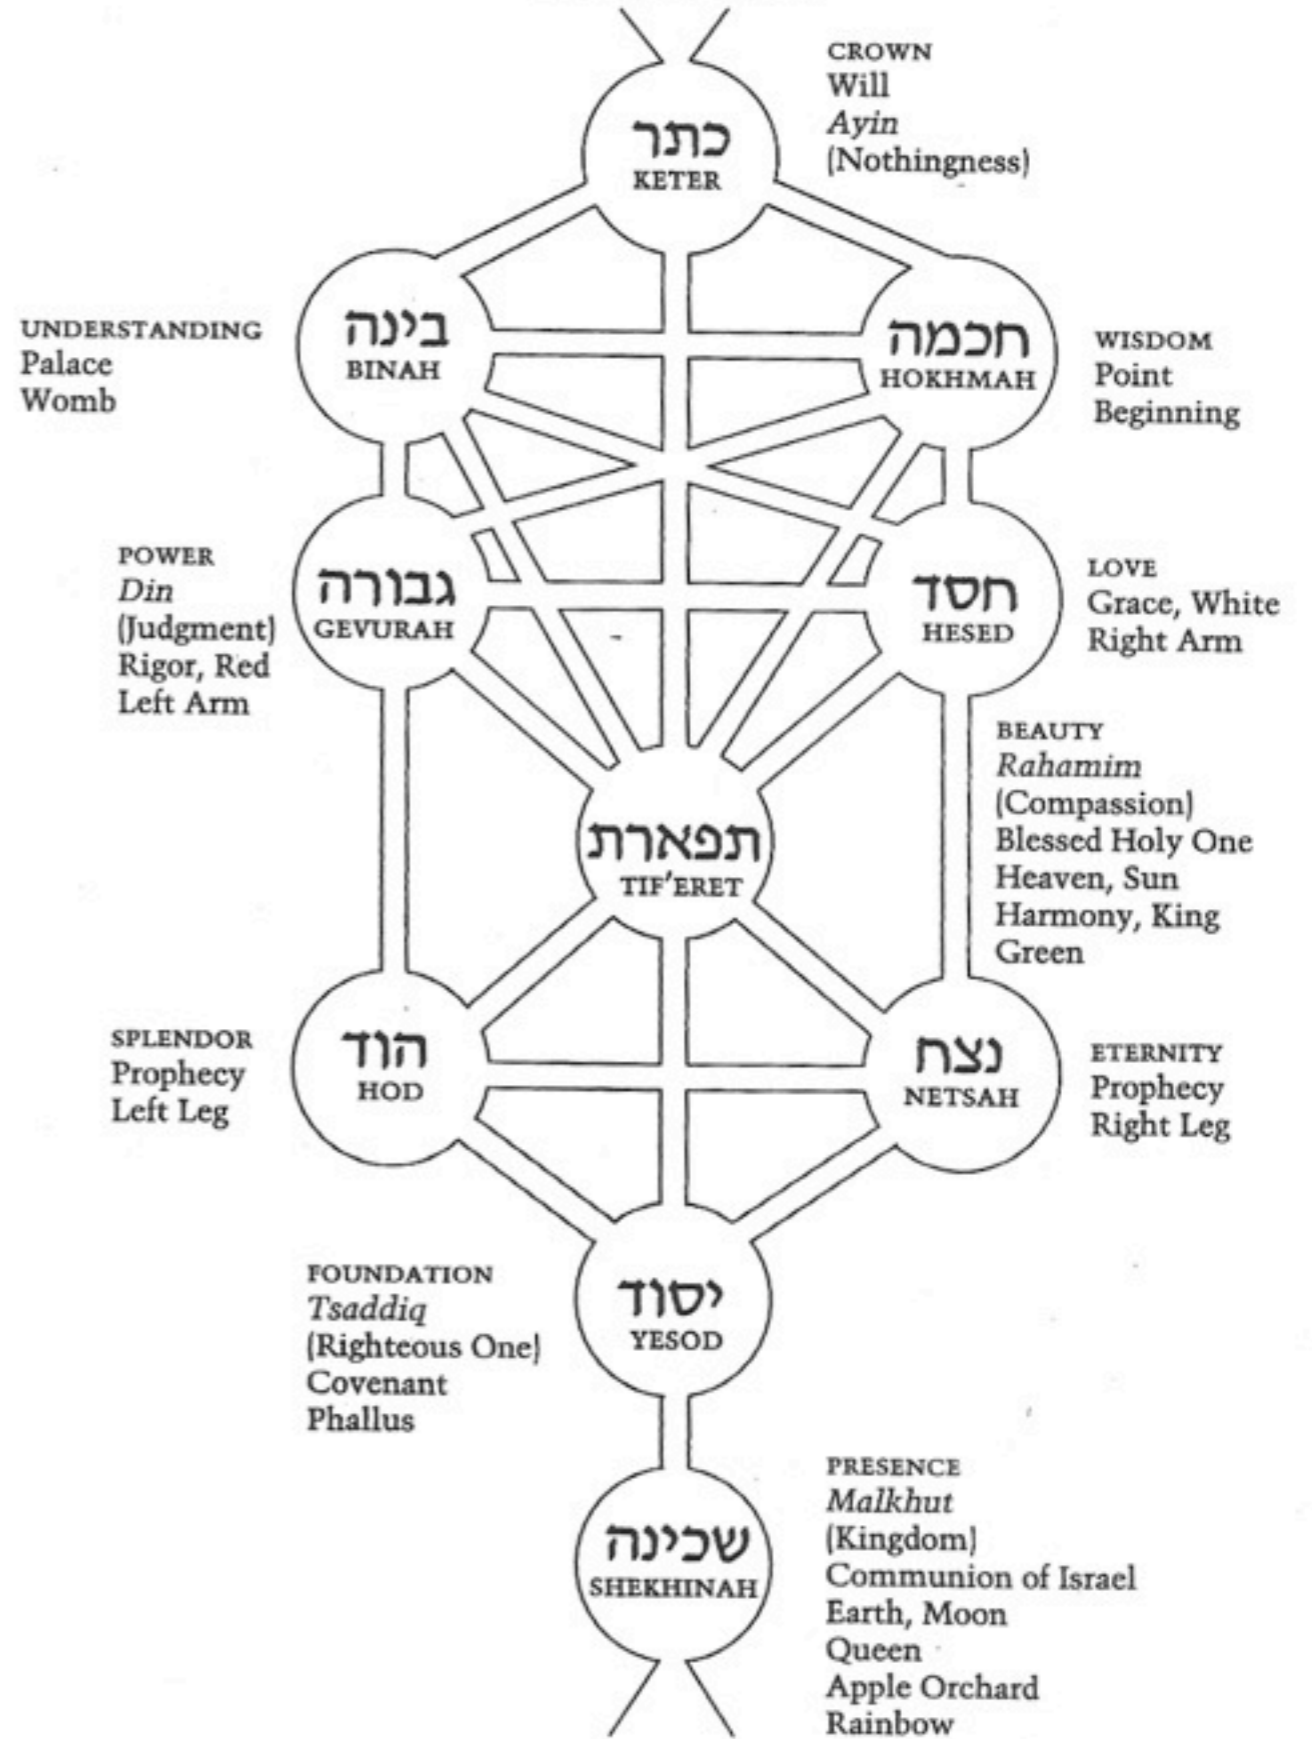 CROWN
Will
Ayin
(Nothingness)
כתר
KETER
UNDERSTANDING
Palace
Womb
בינה
BINAH
חכמה
HOKHMAH
WISDOM
Point
Beginning
POWER
Din
(Judgment)
Rigor, Red
Left Arm
גבורה
GEVURAH
חסד
HESED
LOVE
Grace, White
Right Arm
BEAUTY
Rahamim
(Compassion)
Blessed Holy One
Heaven, Sun
Harmony, King
Green
תפארת
TIF'ERET
SPLENDOR
Prophecy
Left Leg
הוד
HOD
נצח
NETSAH
ETERNITY
Prophecy
Right Leg
FOUNDATION
Tsaddiq
(Righteous One)
Covenant
Phallus
יסוד
YESOD
שכינה
SHEKHINAH
PRESENCE
Malkhut
(Kingdom)
Communion of Israel
Earth, Moon
Queen
Apple Orchard
Rainbow